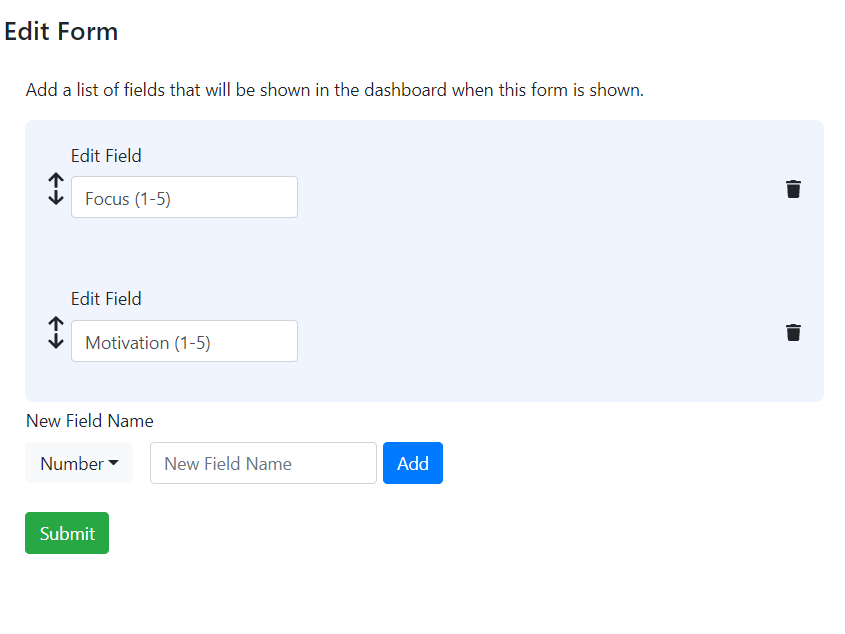 Edit Form
Add a list of fields that will be shown in the dashboard when this form is shown.
Edit Field
Focus (1-5)
Edit Field
Motivation (1-5)
New Field Name
Number New Field Name Add
Submit